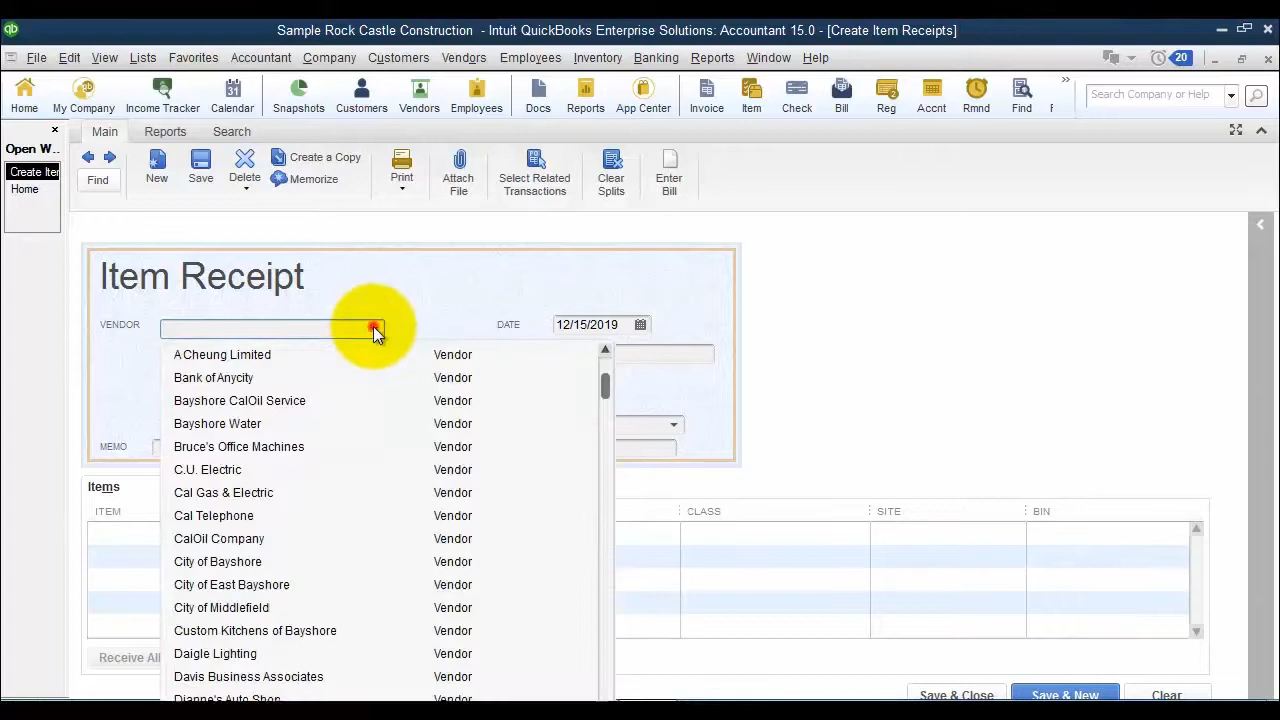 qb
Sample Rock Castle Construction - Intuit QuickBooks Enterprise Solutions: Accountant 15.0 - [Create Item Receipts]
File Edit View Lists Favorites Accountant Company Customers Vendors Employees Inventory Banking Reports Window Help
20
31
Home My Company Income Tracker Calendar Snapshots Customers Vendors Employees Docs Reports App Center Invoice Item Check Bill Reg Accnt Rmnd Find F
Search Company or Help
Open W...
Create Iter
Home
Main Reports Search
Find
New
Save
Delete
Create a Copy
Memorize
Print
Attach
File
Select Related
Transactions
Clear
Splits
Enter
Bill
Item Receipt
VENDOR
DATE 12/15/2019
A Cheung Limited Vendor
Bank of Anycity Vendor
Bayshore CalOil Service Vendor
Bayshore Water Vendor
Bruce's Office Machines Vendor
C.U. Electric Vendor
Cal Gas & Electric Vendor
Cal Telephone Vendor
CalOil Company Vendor
City of Bayshore Vendor
City of East Bayshore Vendor
City of Middlefield Vendor
Custom Kitchens of Bayshore Vendor
Daigle Lighting Vendor
Davis Business Associates Vendor
Dianne's Auto Shop Vendor
MEMO
Items
ITEM CLASS SITE BIN
Receive All
Save & Close Save & New Clear